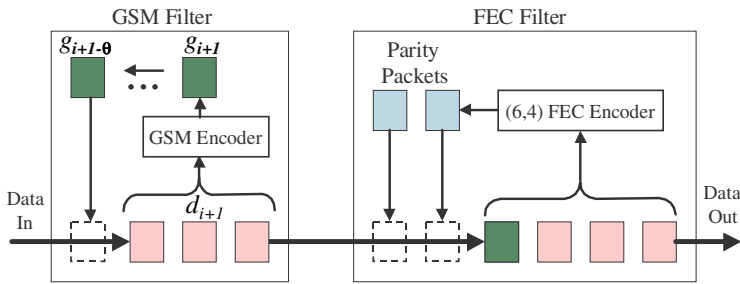 GSM Filter
FEC Filter
g_{i+1-θ}
g_{i+1}
...
Parity
Packets
GSM Encoder
(6,4) FEC Encoder
Data
In
d_{i+1}
Data
Out